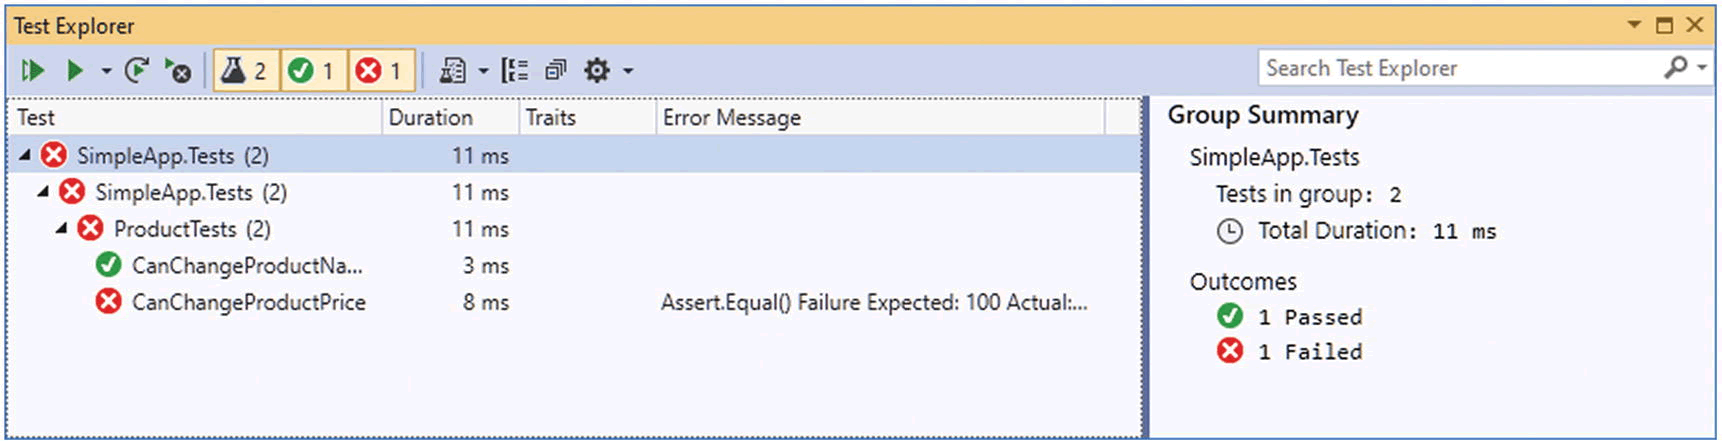 Test Explorer
2 1 1
Search Test Explorer
Test Duration Traits Error Message
SimpleApp.Tests (2) 11 ms
SimpleApp.Tests (2) 11 ms
ProductTests (2) 11 ms
CanChangeProductNa... 3 ms
CanChangeProductPrice 8 ms Assert.Equal() Failure Expected: 100 Actual:...
Group Summary
SimpleApp.Tests
Tests in group: 2
Total Duration: 11 ms
Outcomes
1 Passed
1 Failed